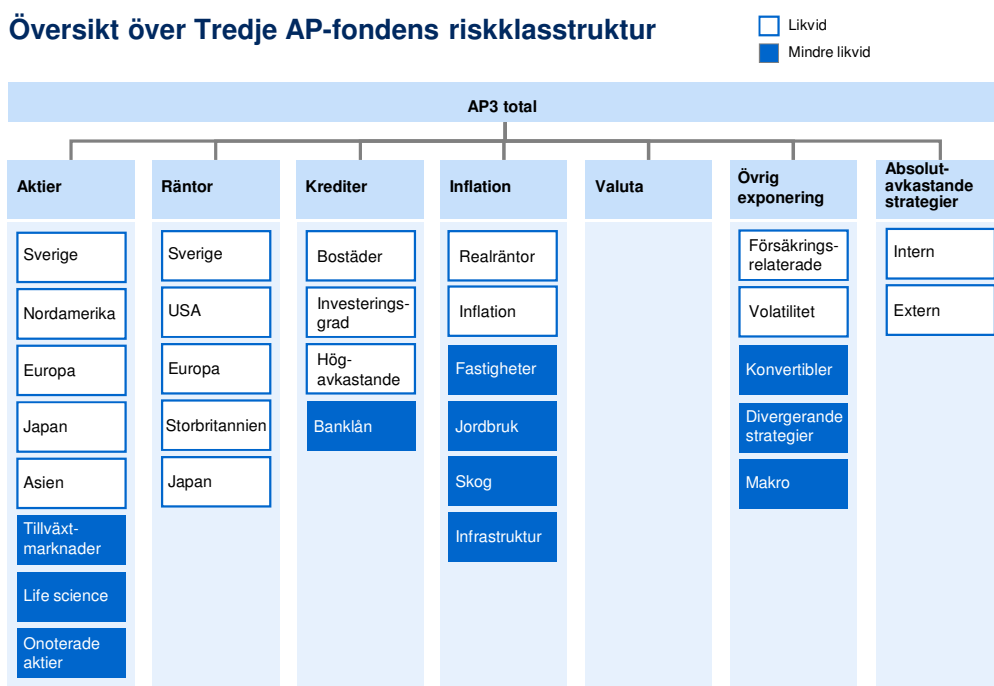 Översikt över Tredje AP-fondens riskklasstruktur
Likvid
Mindre likvid
AP3 total
Aktier
Räntor
Krediter
Inflation
Valuta
Övrig
exponering
Absolut-
avkastande
strategier
Sverige
Nordamerika
Europa
Japan
Asien
Tillväxt-
marknader
Life science
Onoterade
aktier
Sverige
USA
Europa
Storbritannien
Japan
Bostäder
Investerings-
grad
Hög-
avkastande
Banklån
Realräntor
Inflation
Fastigheter
Jordbruk
Skog
Infrastruktur
Försäkrings-
relaterade
Volatilitet
Konvertibler
Divergerande
strategier
Makro
Intern
Extern